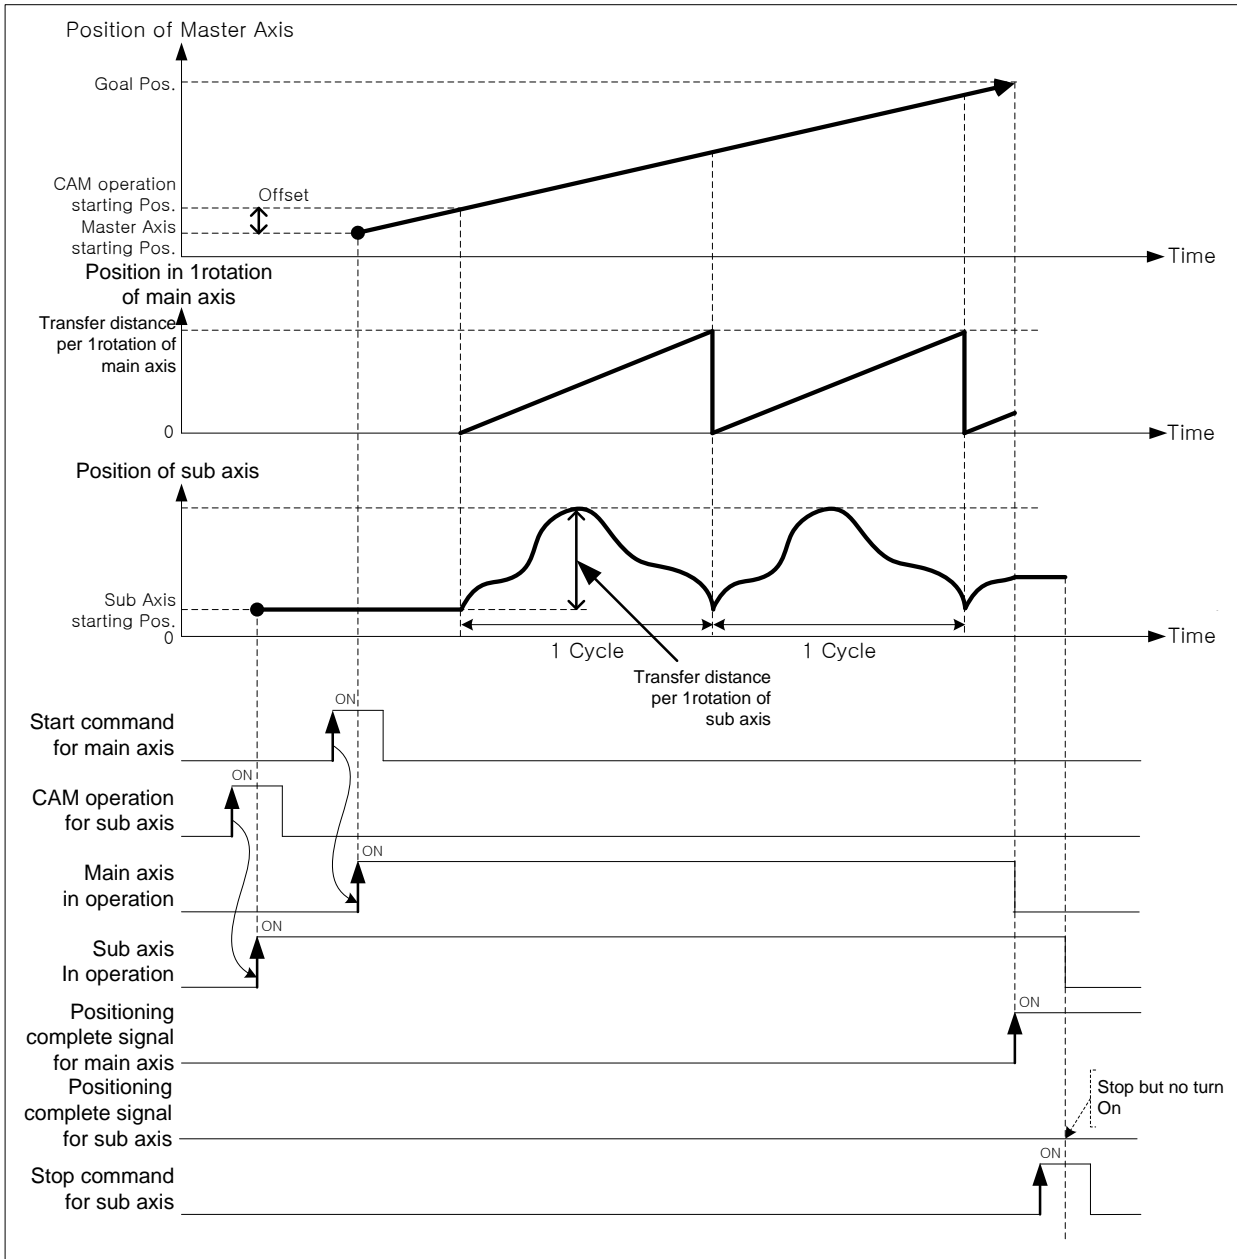 Position of Master Axis
Goal Pos.
CAM operation
starting Pos.
Offset
Master Axis
starting Pos.
Time
Position in 1rotation
of main axis
Transfer distance
per 1rotation of
main axis
0
Time
Position of sub axis
Sub Axis
starting Pos.
0
Time
1 Cycle
1 Cycle
Transfer distance
per 1rotation of
sub axis
ON
Start command
for main axis
ON
CAM operation
for sub axis
ON
Main axis
in operation
ON
Sub axis
In operation
ON
Positioning
complete signal
for main axis
Positioning
complete signal
for sub axis
Stop but no turn
On
ON
Stop command
for sub axis